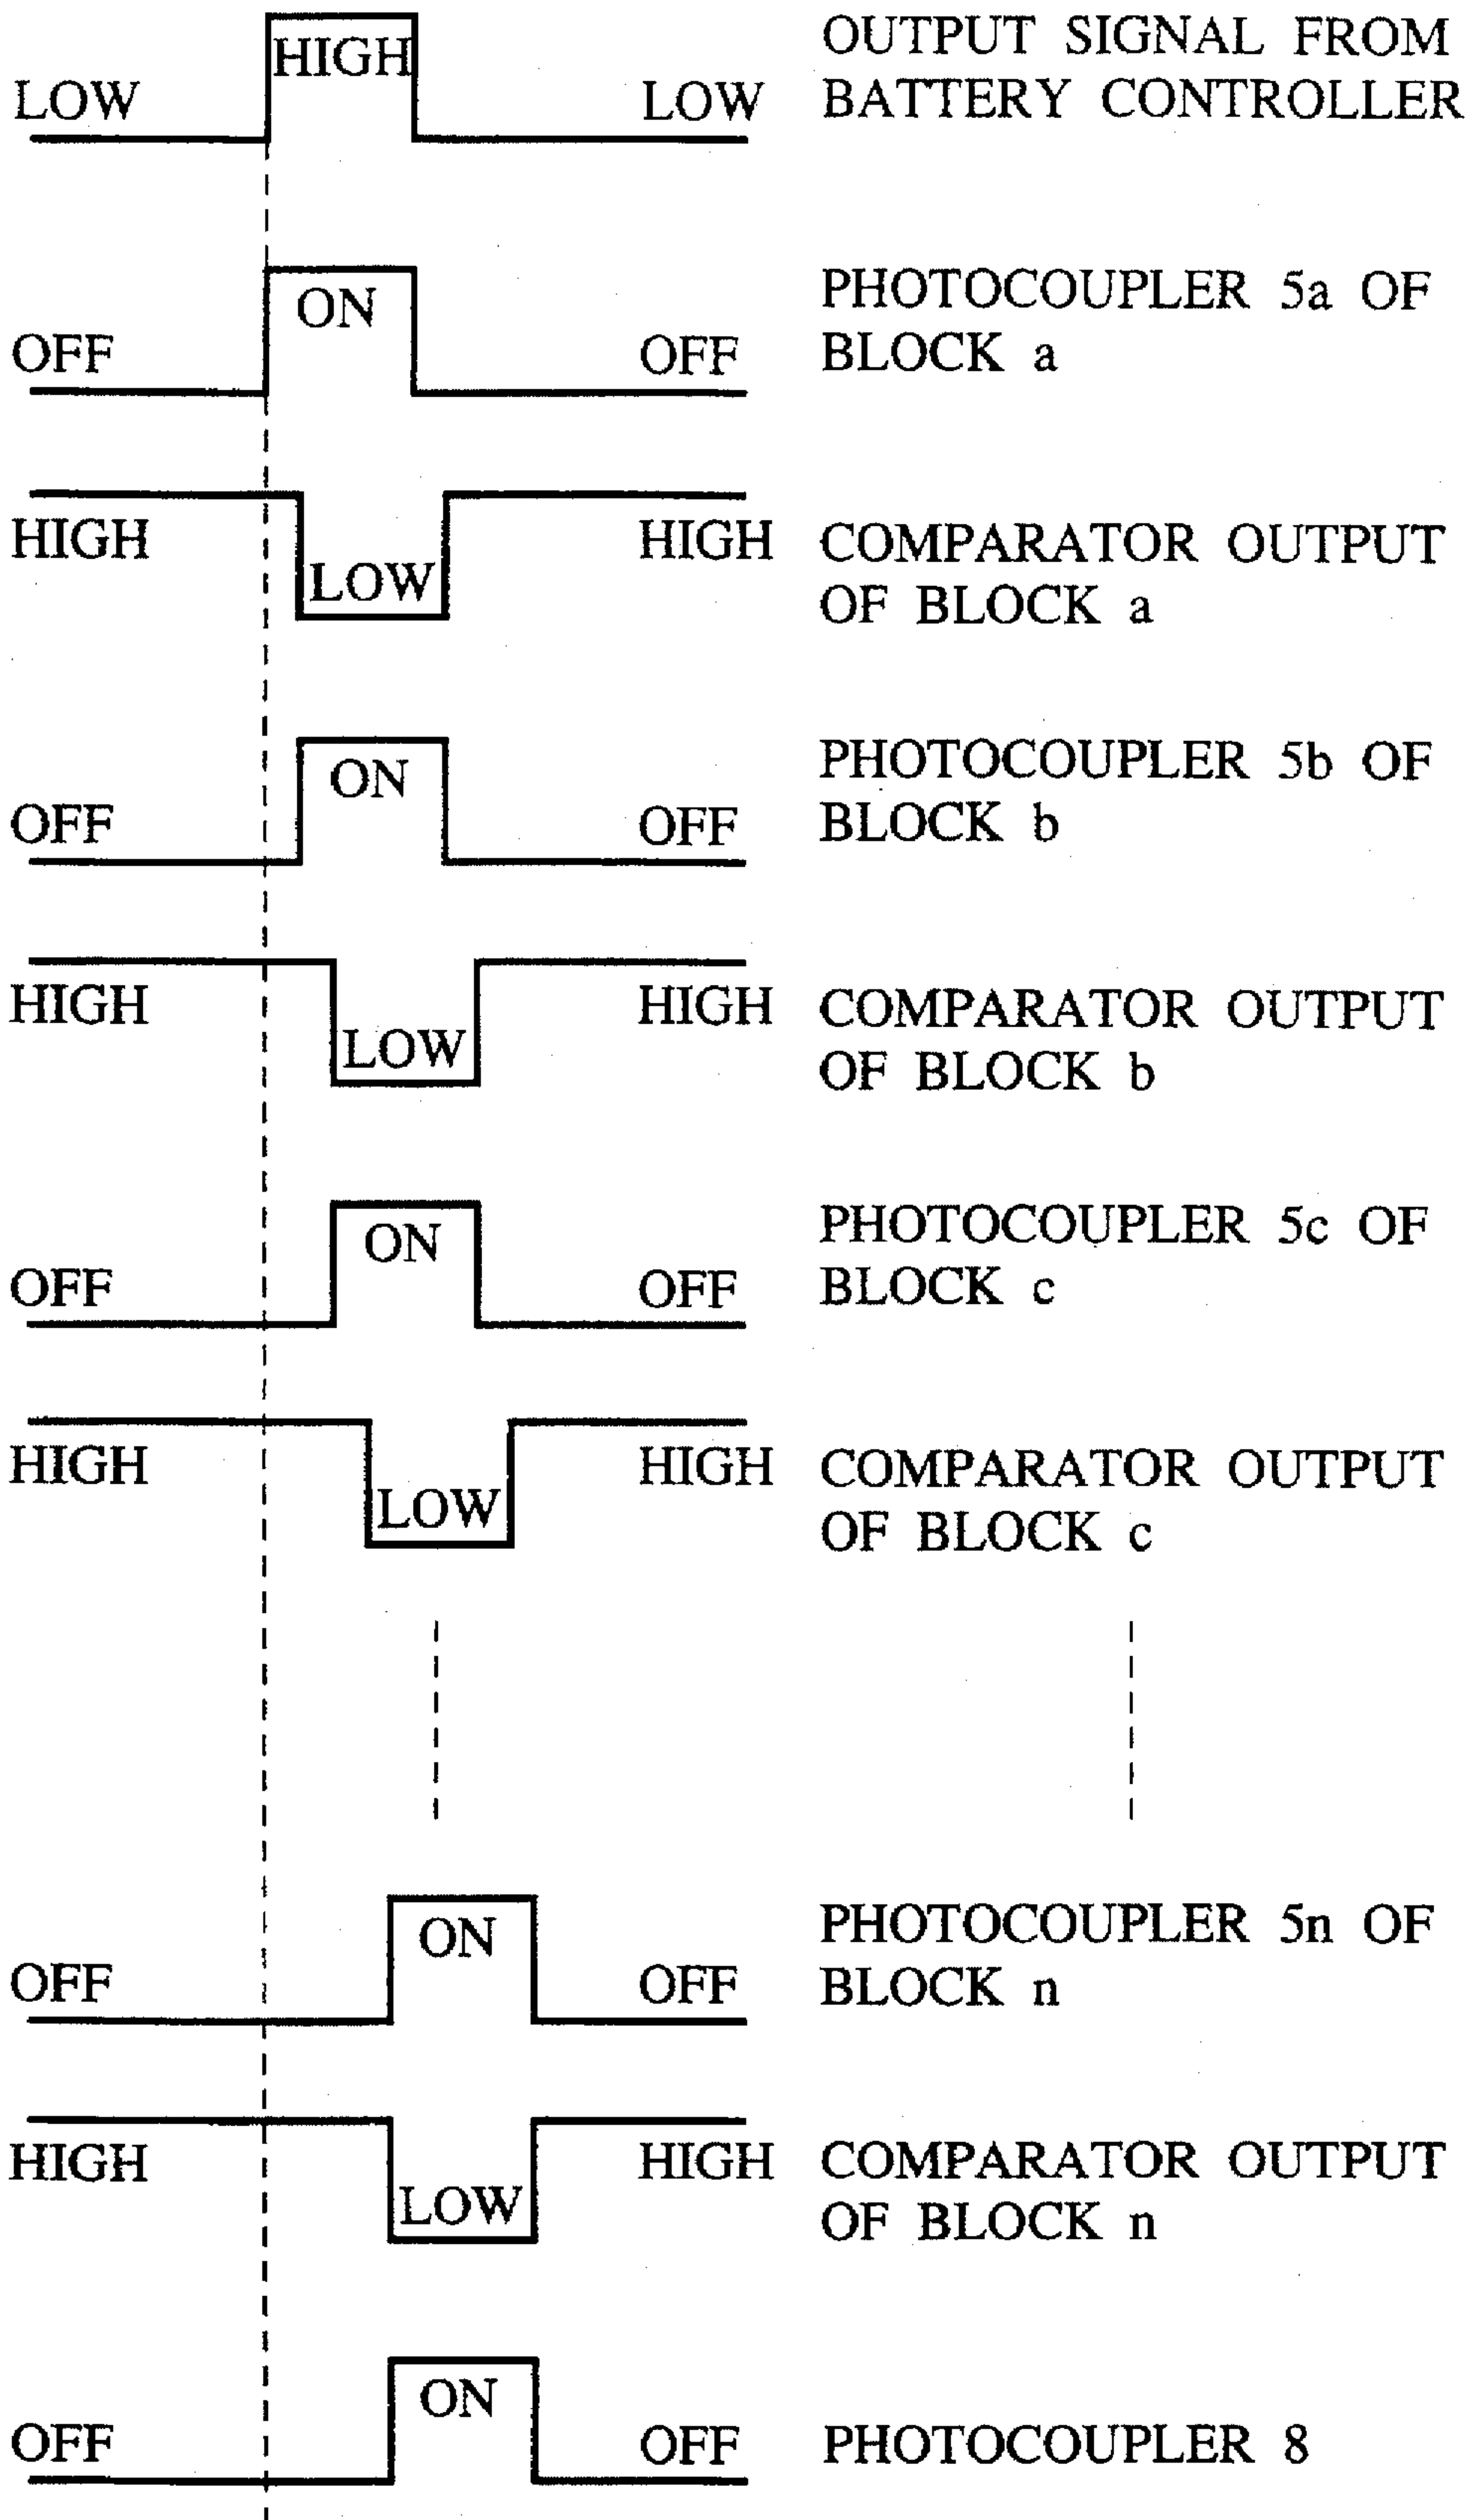 HIGH
LOW
LOW
OUTPUT SIGNAL FROM
BATTERY CONTROLLER
ON
OFF
OFF
PHOTOCOUPLER 5a OF
BLOCK a
HIGH
LOW
HIGH
COMPARATOR OUTPUT
OF BLOCK a
ON
OFF
OFF
PHOTOCOUPLER 5b OF
BLOCK b
HIGH
LOW
HIGH
COMPARATOR OUTPUT
OF BLOCK b
ON
OFF
OFF
PHOTOCOUPLER 5c OF
BLOCK c
HIGH
LOW
HIGH
COMPARATOR OUTPUT
OF BLOCK c
ON
OFF
OFF
PHOTOCOUPLER 5n OF
BLOCK n
HIGH
LOW
HIGH
COMPARATOR OUTPUT
OF BLOCK n
ON
OFF
OFF
PHOTOCOUPLER 8